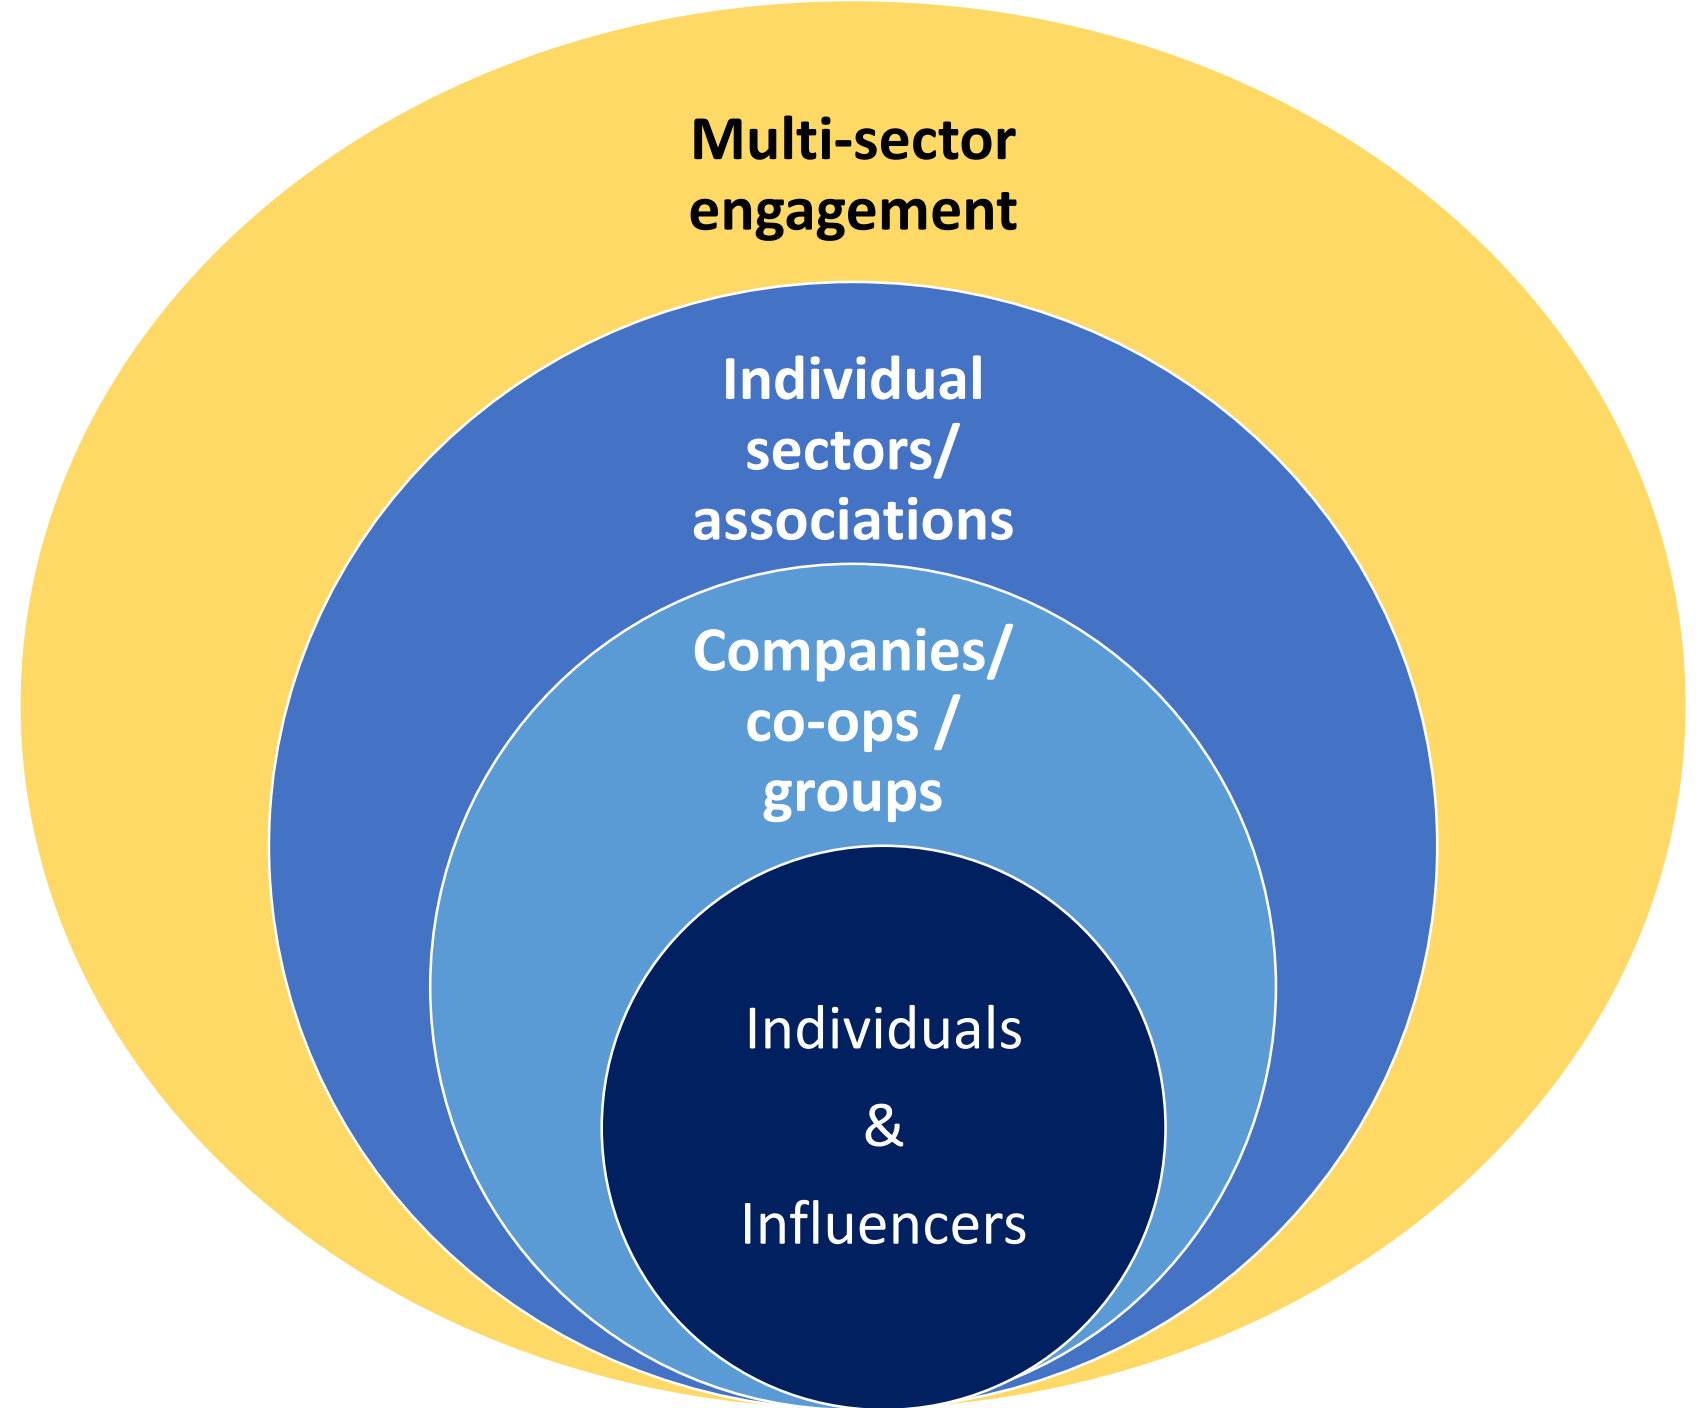 Multi-sector
engagement
Individual
sectors/
associations
Companies/
co-ops /
groups
Individuals
&
Influencers